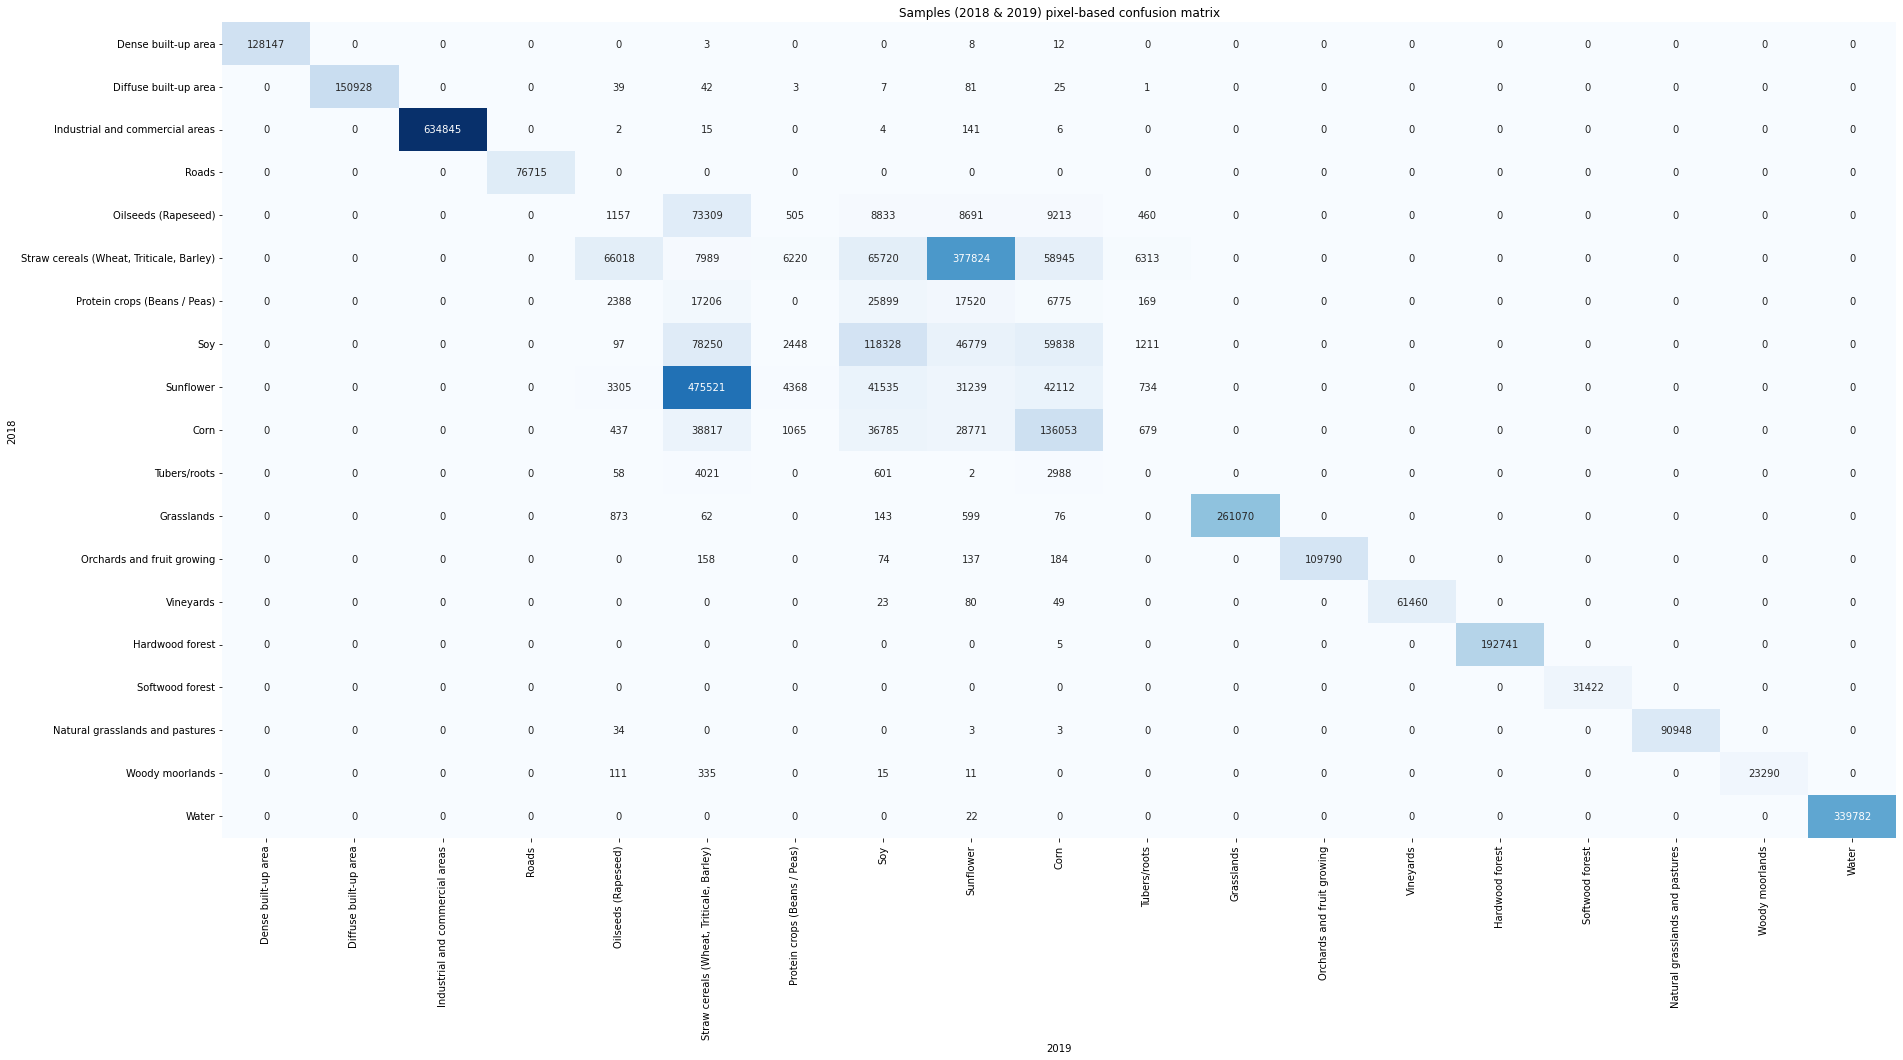 Samples (2018 & 2019) pixel-based confusion matrix
Dense built-up area 128147 0 0 0 0 3 0 0 8 12 0 0 0 0 0 0 0 0 0
Diffuse built-up area 0 150928 0 0 39 42 3 7 81 25 1 0 0 0 0 0 0 0 0
Industrial and commercial areas 0 0 634845 0 2 15 0 4 141 6 0 0 0 0 0 0 0 0 0
Roads 0 0 0 76715 0 0 0 0 0 0 0 0 0 0 0 0 0 0 0
Oilseeds (Rapeseed) 0 0 0 0 1157 73309 505 8833 8691 9213 460 0 0 0 0 0 0 0 0
Straw cereals (Wheat, Triticale, Barley) 0 0 0 0 66018 7989 6220 65720 377824 58945 6313 0 0 0 0 0 0 0 0
Protein crops (Beans / Peas) 0 0 0 0 2388 17206 0 25899 17520 6775 169 0 0 0 0 0 0 0 0
Soy 0 0 0 0 97 78250 2448 118328 46779 59838 1211 0 0 0 0 0 0 0 0
Sunflower 0 0 0 0 3305 475521 4368 41535 31239 42112 734 0 0 0 0 0 0 0 0
Corn 0 0 0 0 437 38817 1065 36785 28771 136053 679 0 0 0 0 0 0 0 0
Tubers/roots 0 0 0 0 58 4021 0 601 2 2988 0 0 0 0 0 0 0 0 0
Grasslands 0 0 0 0 873 62 0 143 599 76 0 261070 0 0 0 0 0 0 0
Orchards and fruit growing 0 0 0 0 0 158 0 74 137 184 0 0 109790 0 0 0 0 0 0
Vineyards 0 0 0 0 0 0 0 23 80 49 0 0 0 61460 0 0 0 0 0
Hardwood forest 0 0 0 0 0 0 0 0 0 5 0 0 0 0 192741 0 0 0 0
Softwood forest 0 0 0 0 0 0 0 0 0 0 0 0 0 0 0 31422 0 0 0
Natural grasslands and pastures 0 0 0 0 34 0 0 0 3 3 0 0 0 0 0 0 90948 0 0
Woody moorlands 0 0 0 0 111 335 0 15 11 0 0 0 0 0 0 0 0 23290 0
Water 0 0 0 0 0 0 0 0 22 0 0 0 0 0 0 0 0 0 339782
2018
Dense built-up area
Diffuse built-up area
Industrial and commercial areas
Roads
Oilseeds (Rapeseed)
Straw cereals (Wheat, Triticale, Barley)
Protein crops (Beans / Peas)
Soy
Sunflower
Corn
Tubers/roots
Grasslands
Orchards and fruit growing
Vineyards
Hardwood forest
Softwood forest
Natural grasslands and pastures
Woody moorlands
Water
2019